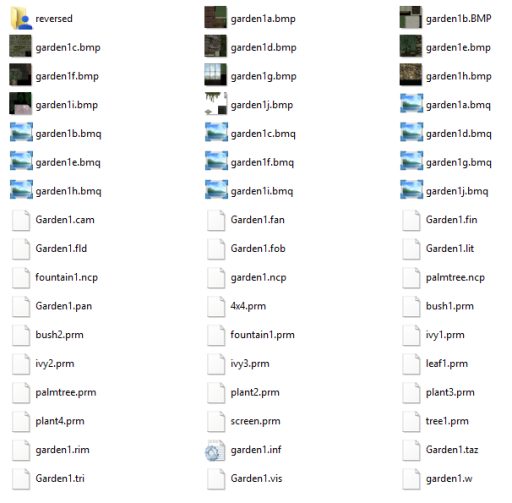 reversed garden1a.bmp garden1b.BMP
garden1c.bmp garden1d.bmp garden1e.bmp
garden1f.bmp garden1g.bmp garden1h.bmp
garden1i.bmp garden1j.bmp garden1a.bmq
garden1b.bmq garden1c.bmq garden1d.bmq
garden1e.bmq garden1f.bmq garden1g.bmq
garden1h.bmq garden1i.bmq garden1j.bmq
Garden1.cam Garden1.fan Garden1.fin
Garden1.fld Garden1.fob Garden1.lit
fountain1.ncp garden.ncp palmtree.ncp
Garden1.pan 4x4.prm bush1.prm
bush2.prm fountain1.prm ivy1.prm
ivy2.prm ivy3.prm leaf1.prm
palmtree.prm plant2.prm plant3.prm
plant4.prm screen.prm tree1.prm
garden1.rim garden1.inf Garden1.taz
Garden1.tri Garden1.vis garden1.w